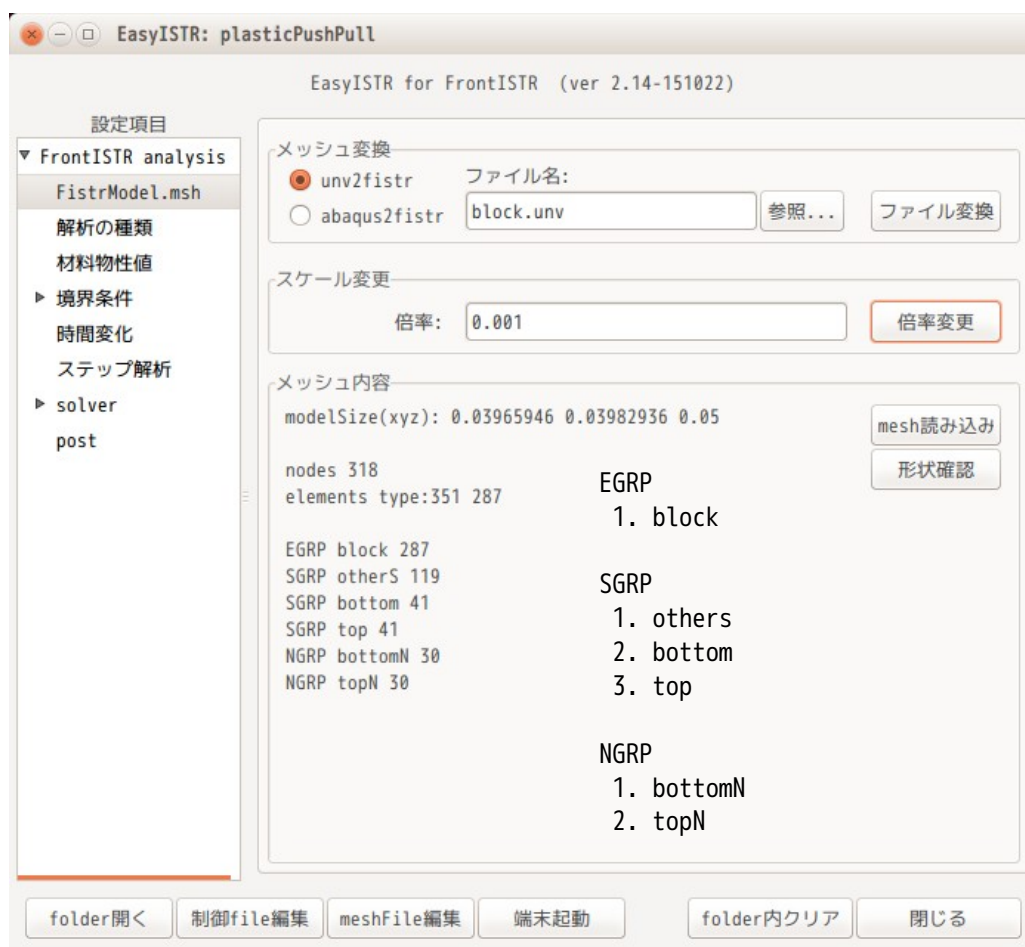 EasyISTR: plasticPushPull
EasyISTR for FrontISTR (ver 2.14-151022)
設定項目
FrontISTR analysis
FistrModel.msh
解析の種類
材料物性値
境界条件
時間変化
ステップ解析
solver
post
メッシュ変換
unv2fistr
ファイル名:
abaqus2fistr
block.unv
参照...
ファイル変換
スケール変更
倍率:
0.001
倍率変更
メッシュ内容
modelSize(xyz): 0.03965946 0.03982936 0.05
mesh読み込み
形状確認
nodes 318
elements type:351 287
EGRP block 287
SGRP otherS 119
SGRP bottom 41
SGRP top 41
NGRP bottomN 30
NGRP topN 30
EGRP
1. block
SGRP
1. others
2. bottom
3. top
NGRP
1. bottomN
2. topN
folder開く
制御file編集
meshFile編集
端末起動
folder内クリア
閉じる